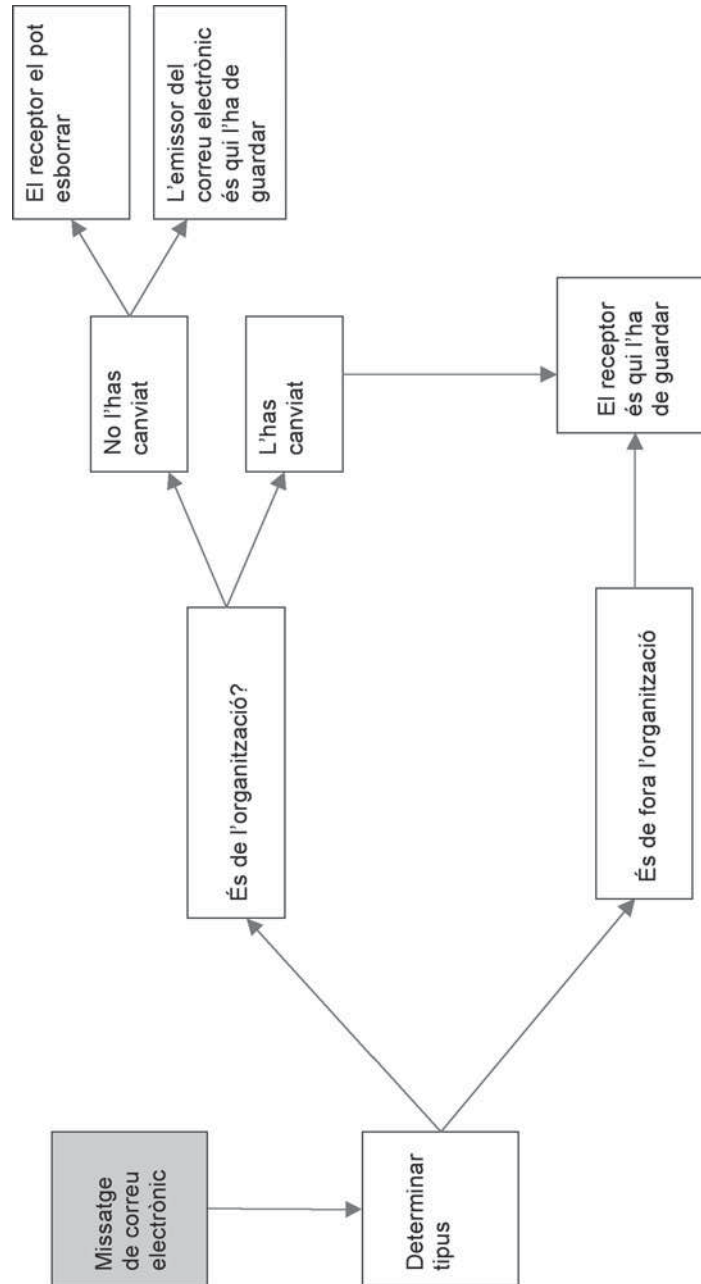 Missatge
de correu
electrònic
Determinar
tipus
És de l'organització?
És de fora l'organització
No l'has
canviat
L'has
canviat
El receptor el pot
esborrar
L'emissor del
correu electrònic
és qui l'ha de
guardar
El receptor
és qui l'ha
de guardar